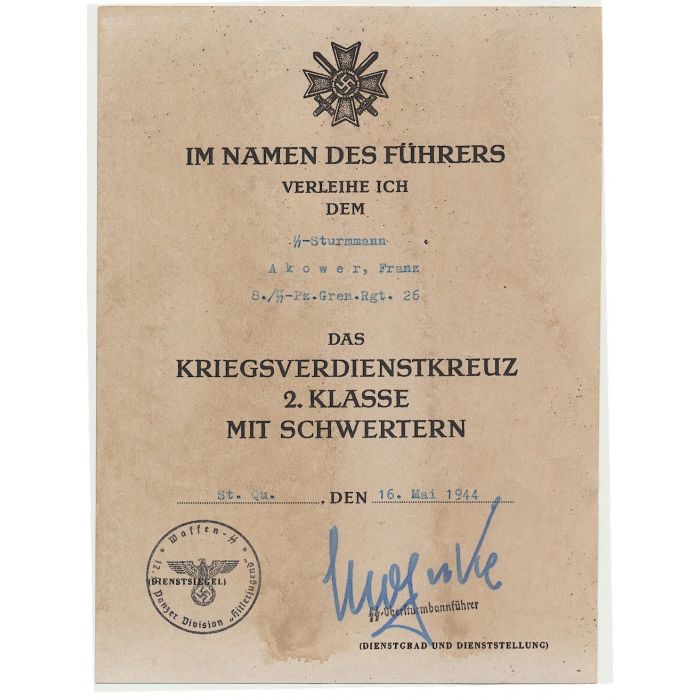 IM NAMEN DES FÜHRERS
VERLEIHE ICH
DEM
ᛋᛋ-Sturmmann
Akower, Franz
8./ᛋᛋ-Pz.Gren.Rgt. 26
DAS
KRIEGSVERDIENSTKREUZ
2. KLASSE
MIT SCHWERTERN
St. Qu. , DEN 16. Mai 1944
Waffen-ᛋᛋ
12. Panzer Division „Hitlerjugend“
(DIENSTSIEGEL)
ᛋᛋ-Obersturmbannführer
(DIENSTGRAD UND DIENSTSTELLUNG)